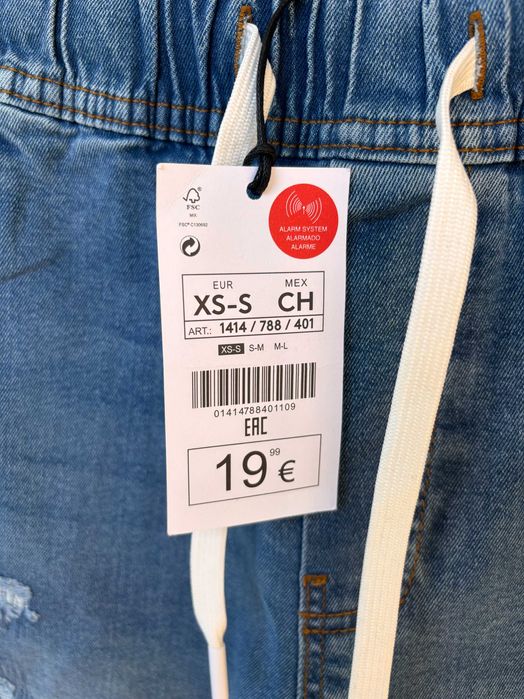 FSC
MIX
FSC® C130692
ALARM SYSTEM
ALARMADO
ALARME
EUR MEX
XS-S CH
ART.: 1414 / 788 / 401
XS-S S-M M-L
01414788401109
EAC
19 99 €